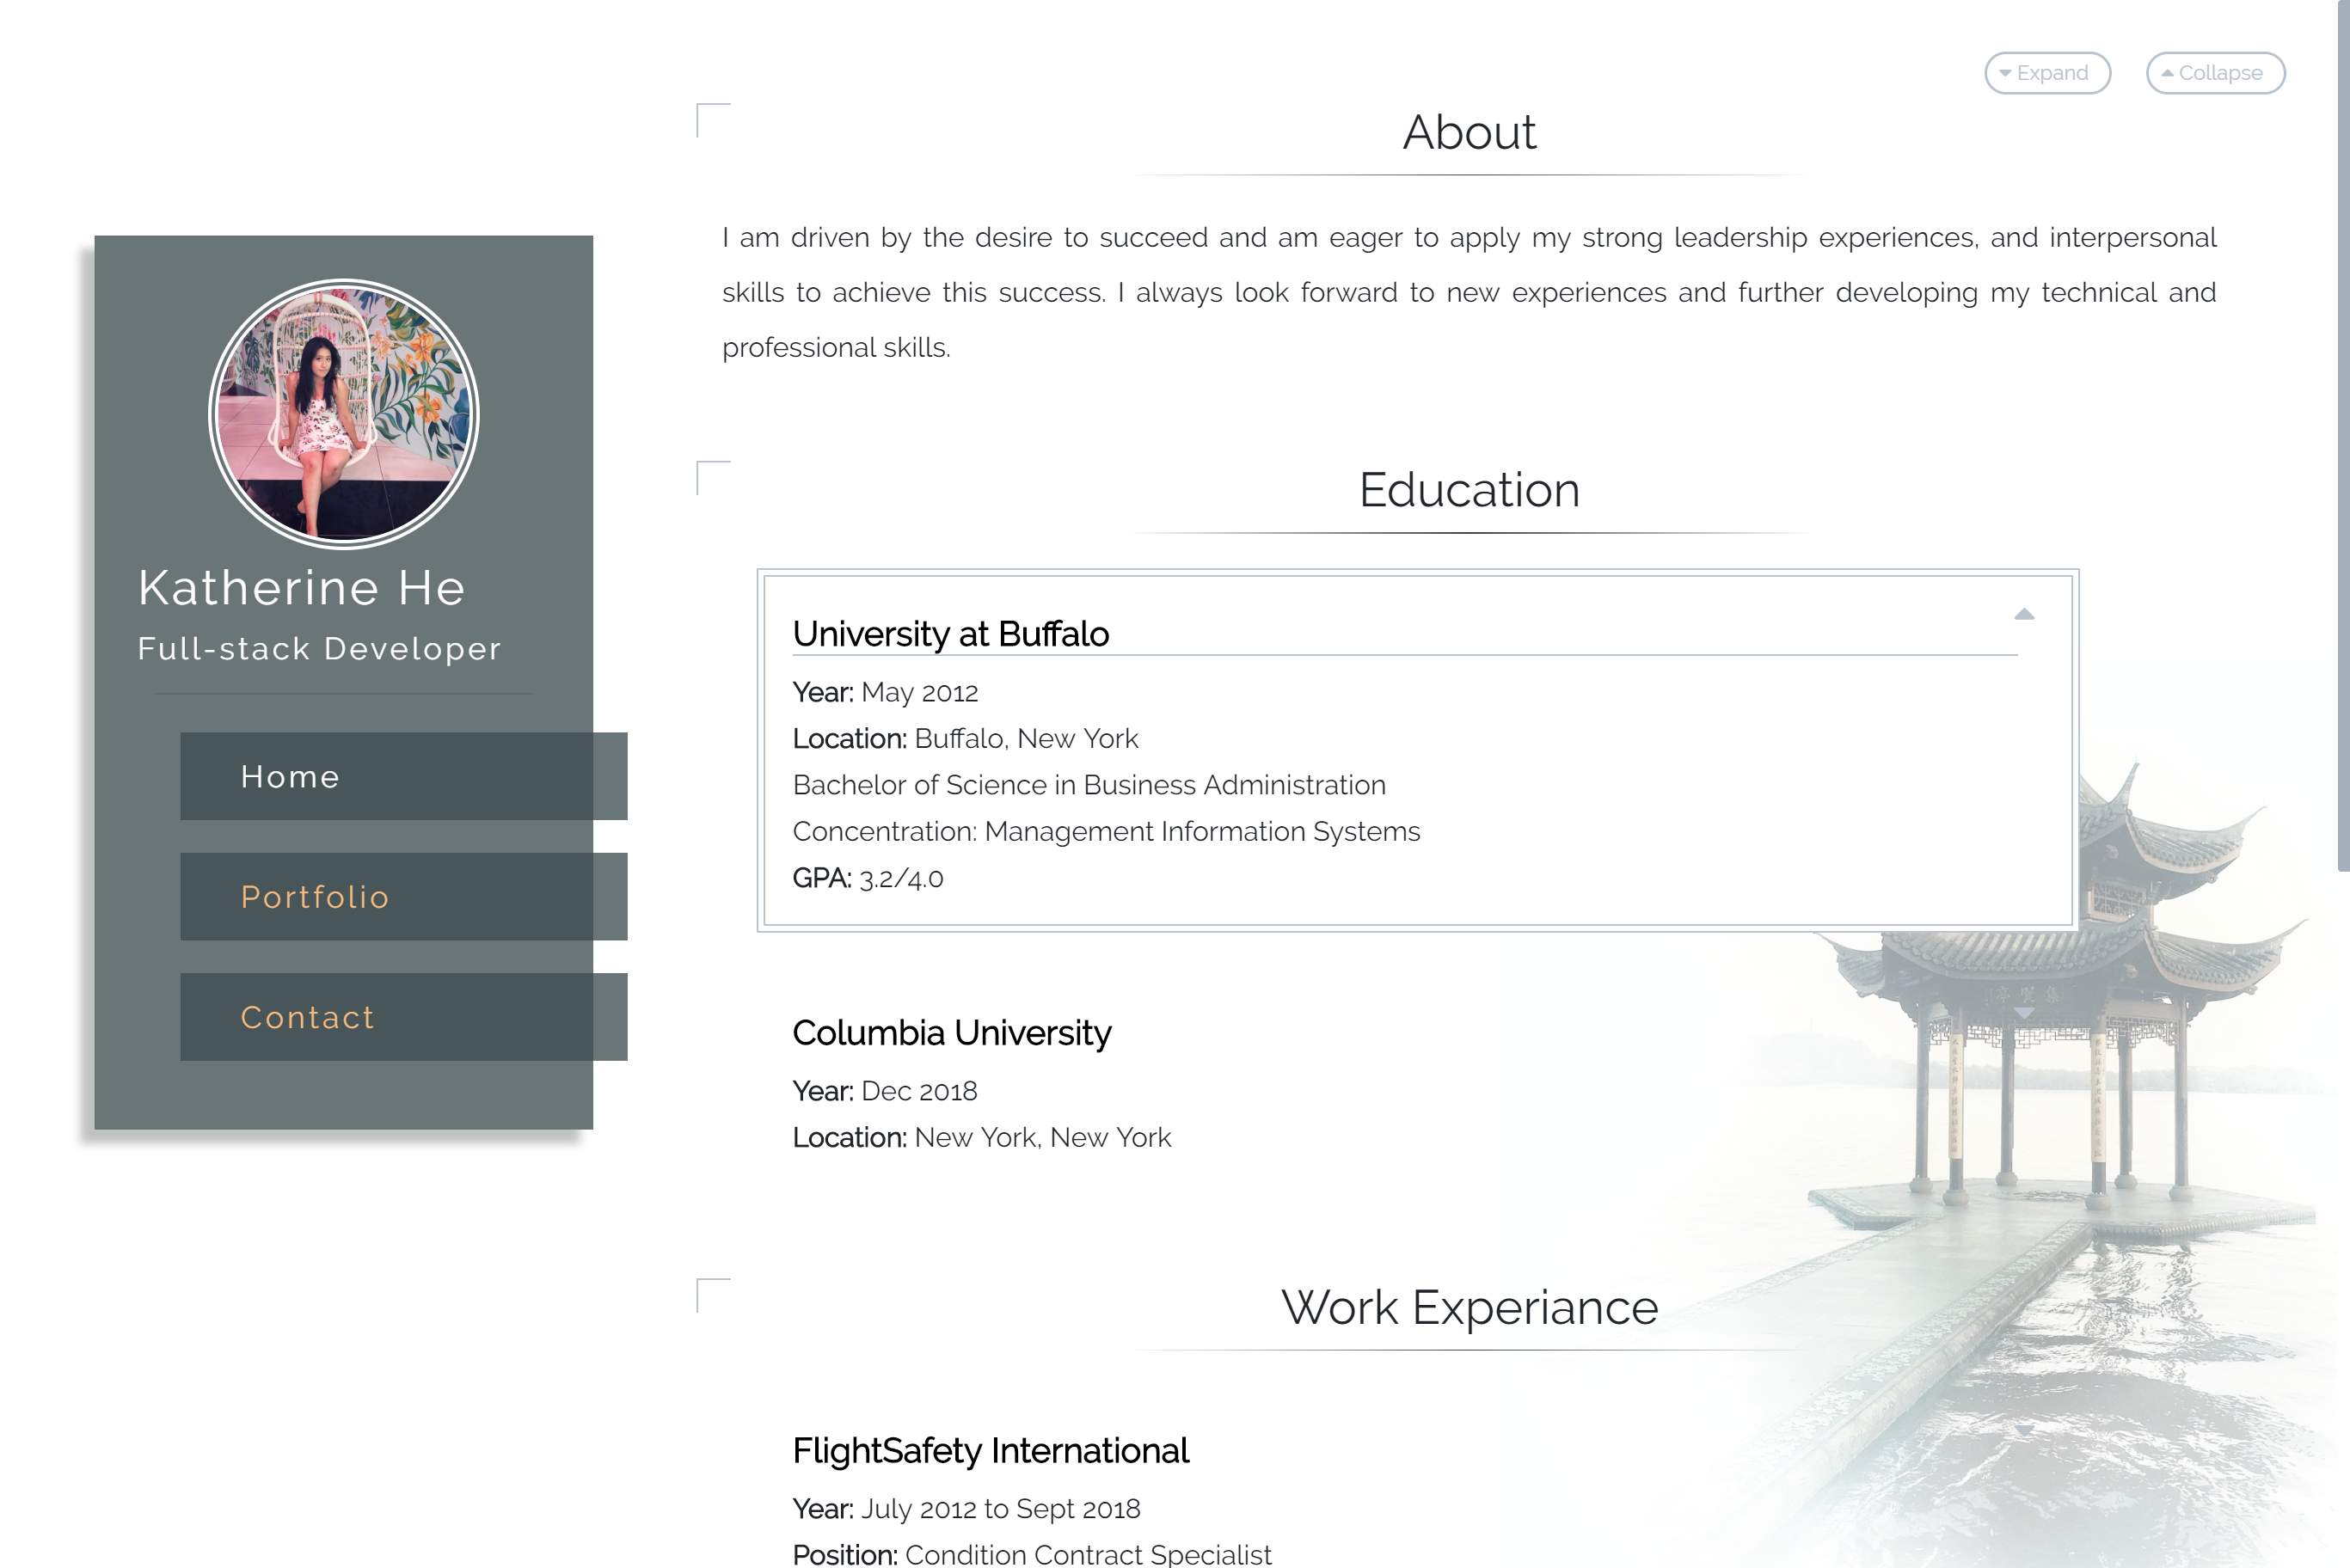 Expand
Collapse
About
I am driven by the desire to succeed and am eager to apply my strong leadership experiences, and interpersonal
skills to achieve this success. I always look forward to new experiences and further developing my technical and
professional skills.
Katherine He
Full-stack Developer
Home
Portfolio
Contact
Education
University at Buffalo
Year: May 2012
Location: Buffalo, New York
Bachelor of Science in Business Administration
Concentration: Management Information Systems
GPA: 3.2/4.0
Columbia University
Year: Dec 2018
Location: New York, New York
Work Experiance
FlightSafety International
Year: July 2012 to Sept 2018
Position: Condition Contract Specialist